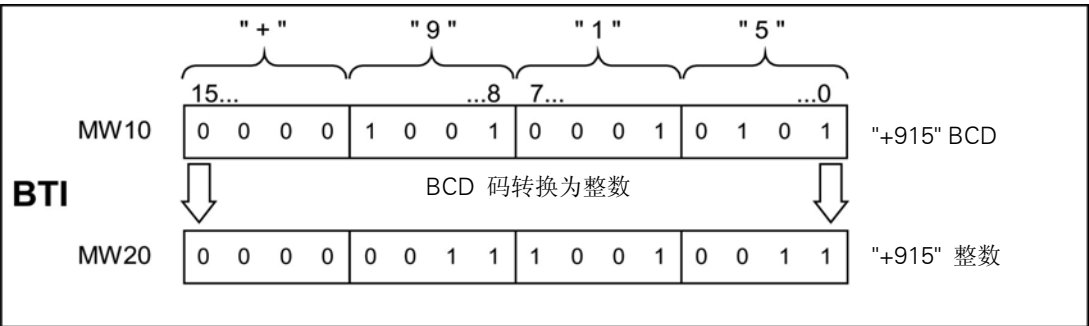 "+" "9" "1" "5"
15... ...8 7... ...0
MW10 0 0 0 0 1 0 0 1 0 0 0 1 0 1 0 1 "+915" BCD
BTI BCD 码转换为整数
MW20 0 0 0 0 0 0 1 1 1 0 0 1 0 0 1 1 "+915" 整数